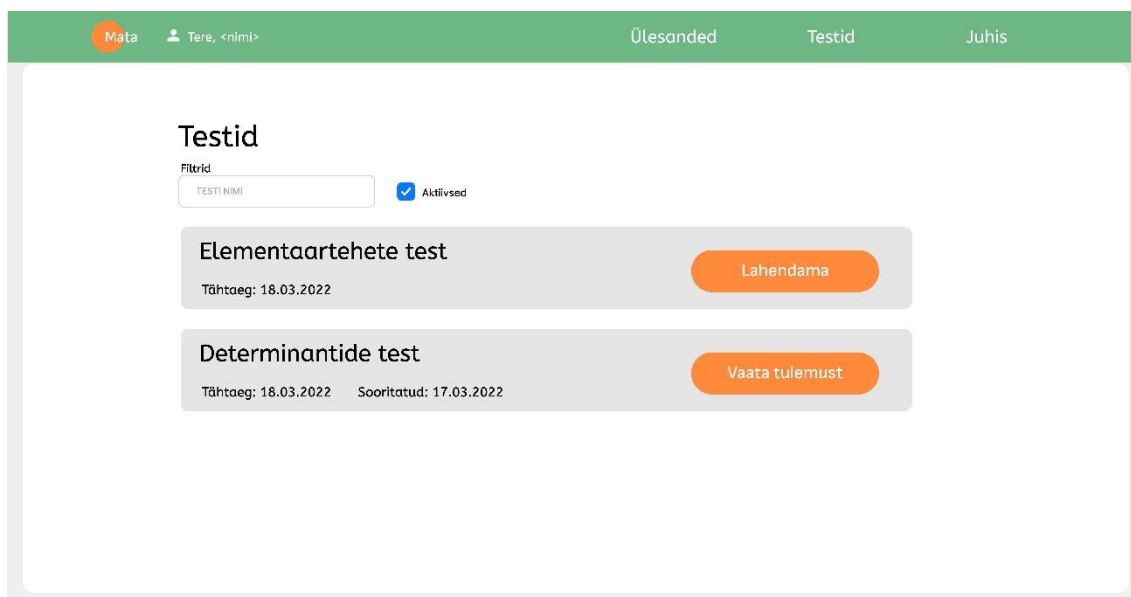 Mata Tere, <nimi> Ülesanded Testid Juhis
Testid
Filtrid
TESTI NIMI Aktiivsed
Elementaartehete test
Lahendama
Tähtaeg: 18.03.2022
Determinantide test
Vaata tulemust
Tähtaeg: 18.03.2022 Sooritatud: 17.03.2022